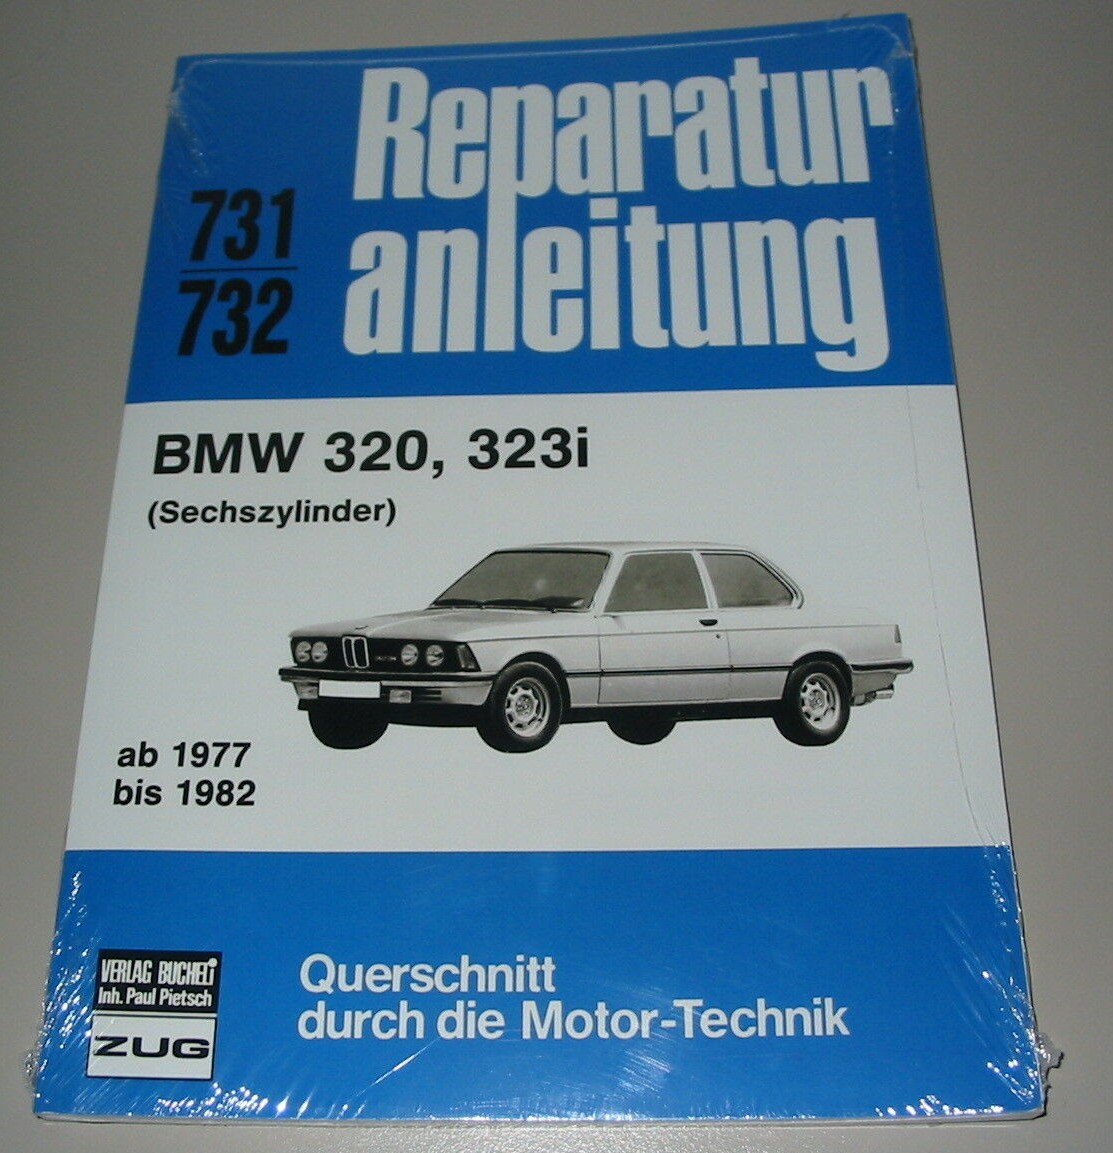 Reparatur
anleitung
731
732
BMW 320, 323i
(Sechszylinder)
ab 1977
bis 1982
VERLAG BUCHELI
Inh. Paul Pietsch
ZUG
Querschnitt
durch die Motor-Technik